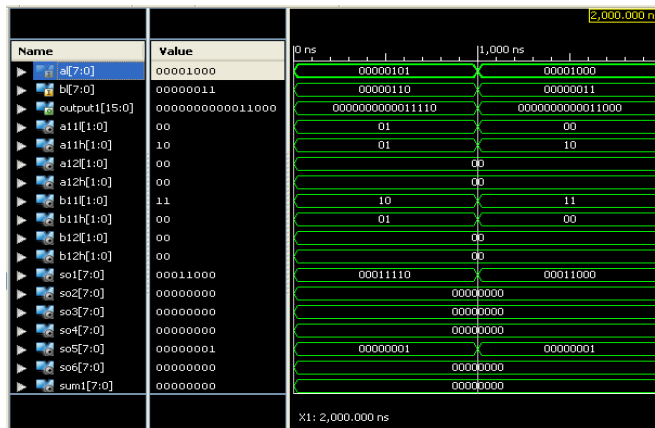 2,000.000 ns
Name Value 0 ns 1,000 ns
al[7:0] 00001000 00000101 00001000
bl[7:0] 00000011 00000110 00000011
output1[15:0] 0000000000011000 0000000000011110 0000000000011000
a11l[1:0] 00 01 00
a11h[1:0] 10 01 10
a12l[1:0] 00 00
a12h[1:0] 00 00
b11l[1:0] 11 10 11
b11h[1:0] 00 01 00
b12l[1:0] 00 00
b12h[1:0] 00 00
so1[7:0] 00011000 00011110 00011000
so2[7:0] 00000000 00000000
so3[7:0] 00000000 00000000
so4[7:0] 00000000 00000000
so5[7:0] 00000001 00000001 00000001
so6[7:0] 00000000 00000000
sum1[7:0] 00000000 00000000
X1: 2,000.000 ns